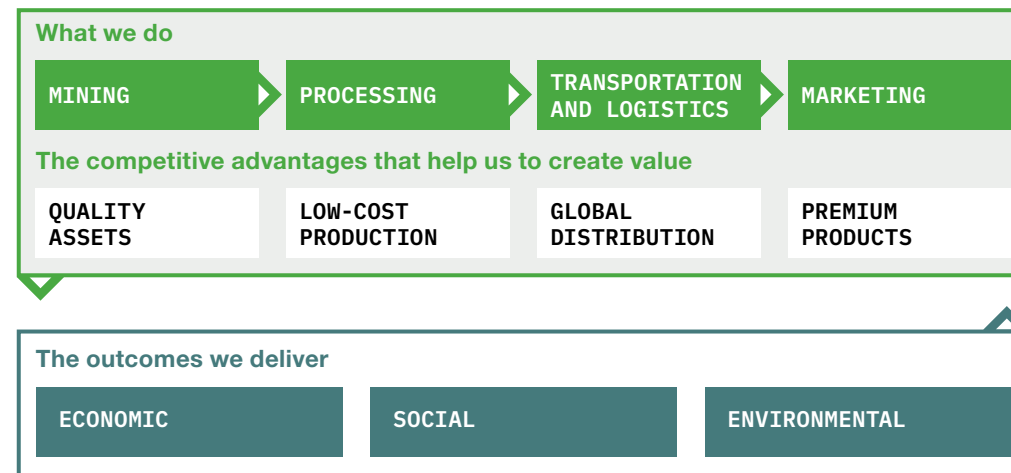 What we do
MINING
PROCESSING
TRANSPORTATION
AND LOGISTICS
MARKETING
The competitive advantages that help us to create value
QUALITY
ASSETS
LOW-COST
PRODUCTION
GLOBAL
DISTRIBUTION
PREMIUM
PRODUCTS
The outcomes we deliver
ECONOMIC
SOCIAL
ENVIRONMENTAL